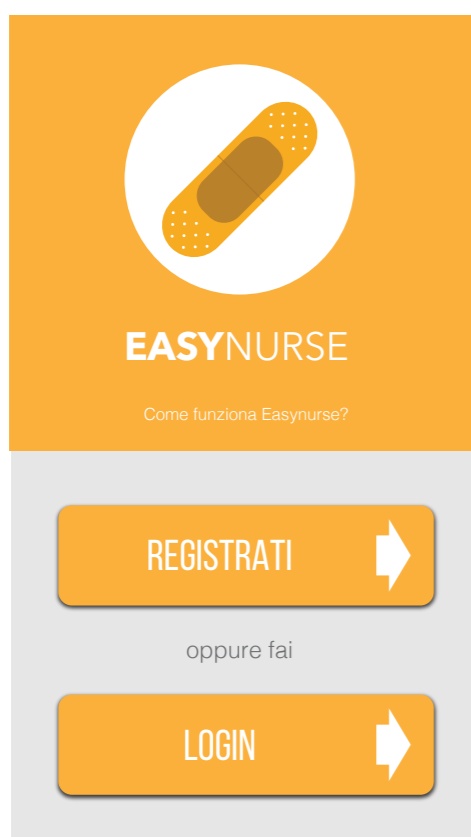 EASYNURSE
Come funziona Easynurse?
REGISTRATI
oppure fai
LOGIN